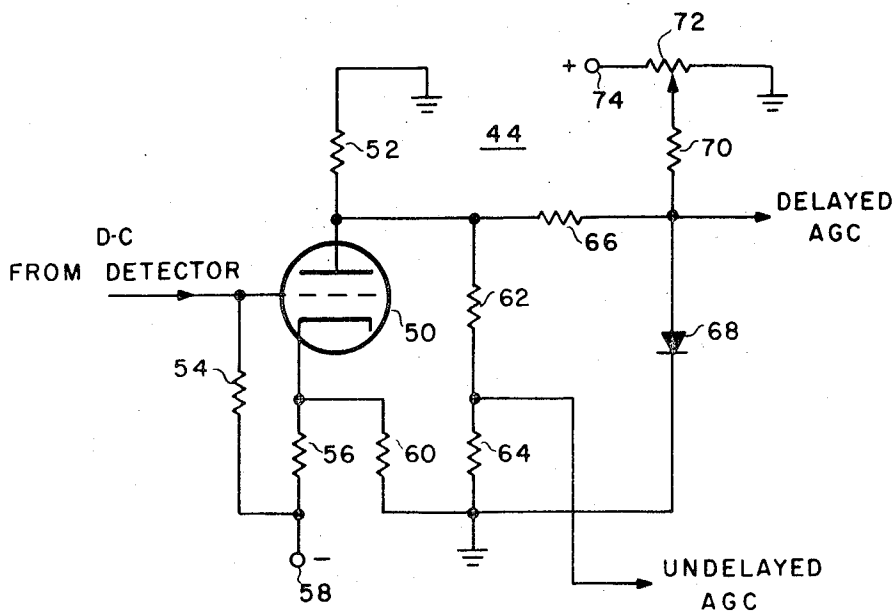 72
+
74
52
44
70
DELAYED
AGC
66
D-C
FROM DETECTOR
62
68
50
54
56
60
64
-
58
UNDELAYED
AGC